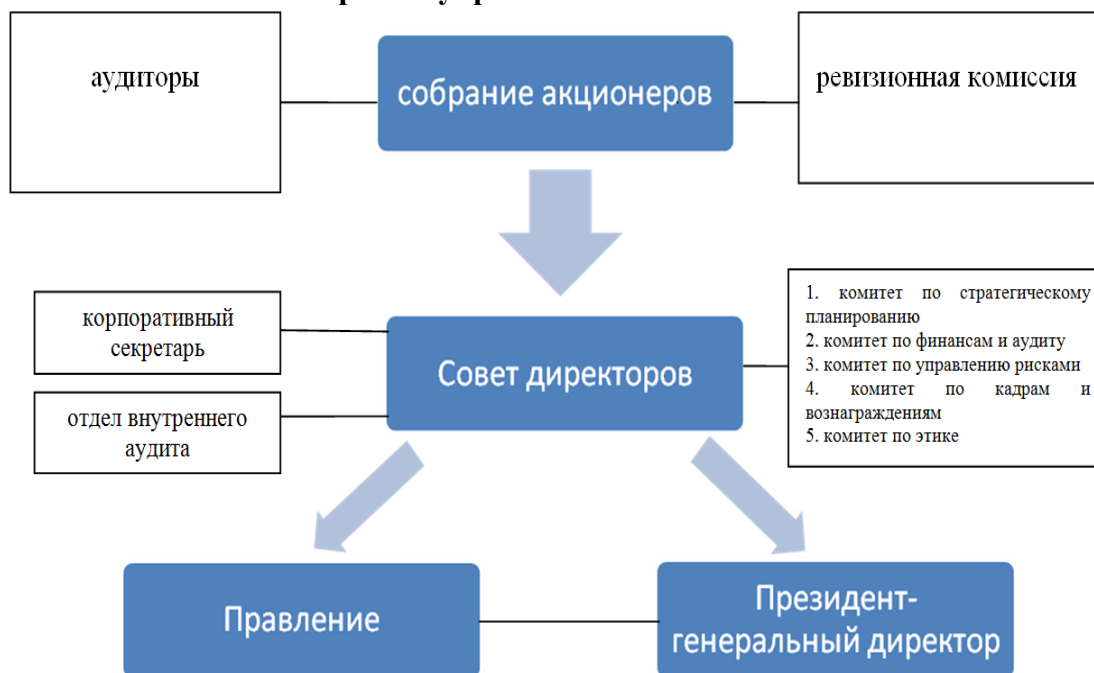 аудиторы
собрание акционеров
ревизионная комиссия
корпоративный
секретарь
отдел внутреннего
аудита
Совет директоров
1. комитет по стратегическому
планированию
2. комитет по финансам и аудиту
3. комитет по управлению рисками
4. комитет по кадрам и
вознаграждениям
5. комитет по этике
Правление
Президент-
генеральный директор